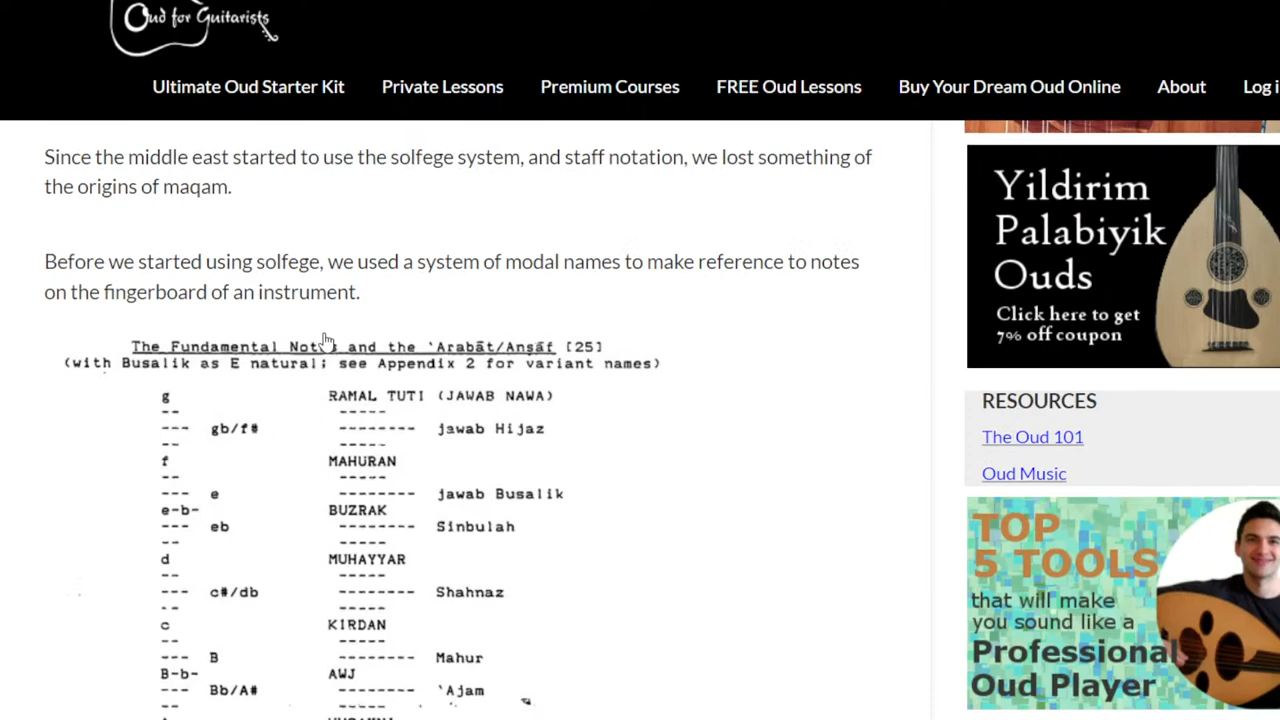 Oud for Guitarists
Ultimate Oud Starter Kit Private Lessons Premium Courses FREE Oud Lessons Buy Your Dream Oud Online About Log i
Since the middle east started to use the solfege system, and staff notation, we lost something of
the origins of maqam.
Before we started using solfege, we used a system of modal names to make reference to notes
on the fingerboard of an instrument.
The Fundamental Notes and the 'Arabāt/Anṣāf [25]
(with Busalik as E natural; see Appendix 2 for variant names)
g RAMAL TUTI (JAWAB NAWA)
-- -----
--- gb/f# -------- jawab Hijaz
-- -----
f MAHURAN
-- -----
--- e -------- jawab Busalik
e-b- BUZRAK
--- eb -------- Sinbulah
-- -----
d MUHAYYAR
-- -----
--- c#/db -------- Shahnaz
-- -----
c KIRDAN
-- -----
--- B -------- Mahur
B-b- AWJ
--- Bb/A# -------- 'Ajam
-- -----
Yildirim
Palabiyik
Ouds
Click here to get
7% off coupon
RESOURCES
The Oud 101
Oud Music
TOP
5 TOOLS
that will make
you sound like a
Professional
Oud Player